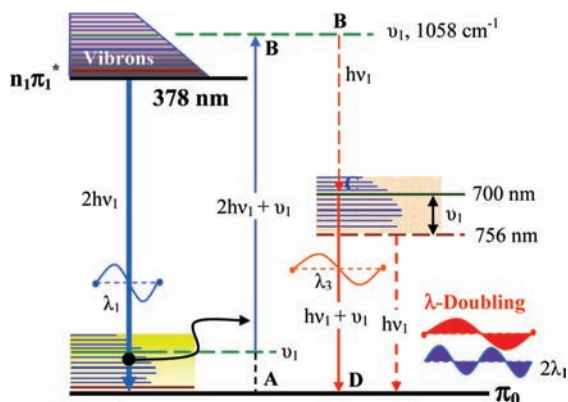 B
B
υ₁, 1058 cm⁻¹
Vibrons
n₁π₁*
378 nm
hν₁
C
700 nm
2hν₁
2hν₁ + υ₁
υ₁
756 nm
λ₁
λ₃
λ-Doubling
hν₁ + υ₁
hν₁
υ₁
2λ₁
A
D
π₀